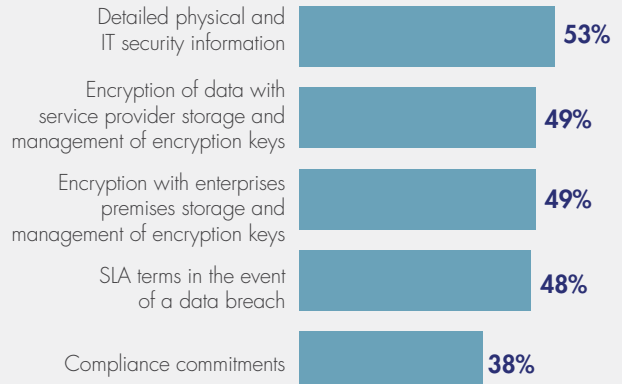 Detailed physical and
IT security information
53%
Encryption of data with
service provider storage and
management of encryption keys
49%
Encryption with enterprises
premises storage and
management of encryption keys
49%
SLA terms in the event
of a data breach
48%
Compliance commitments
38%